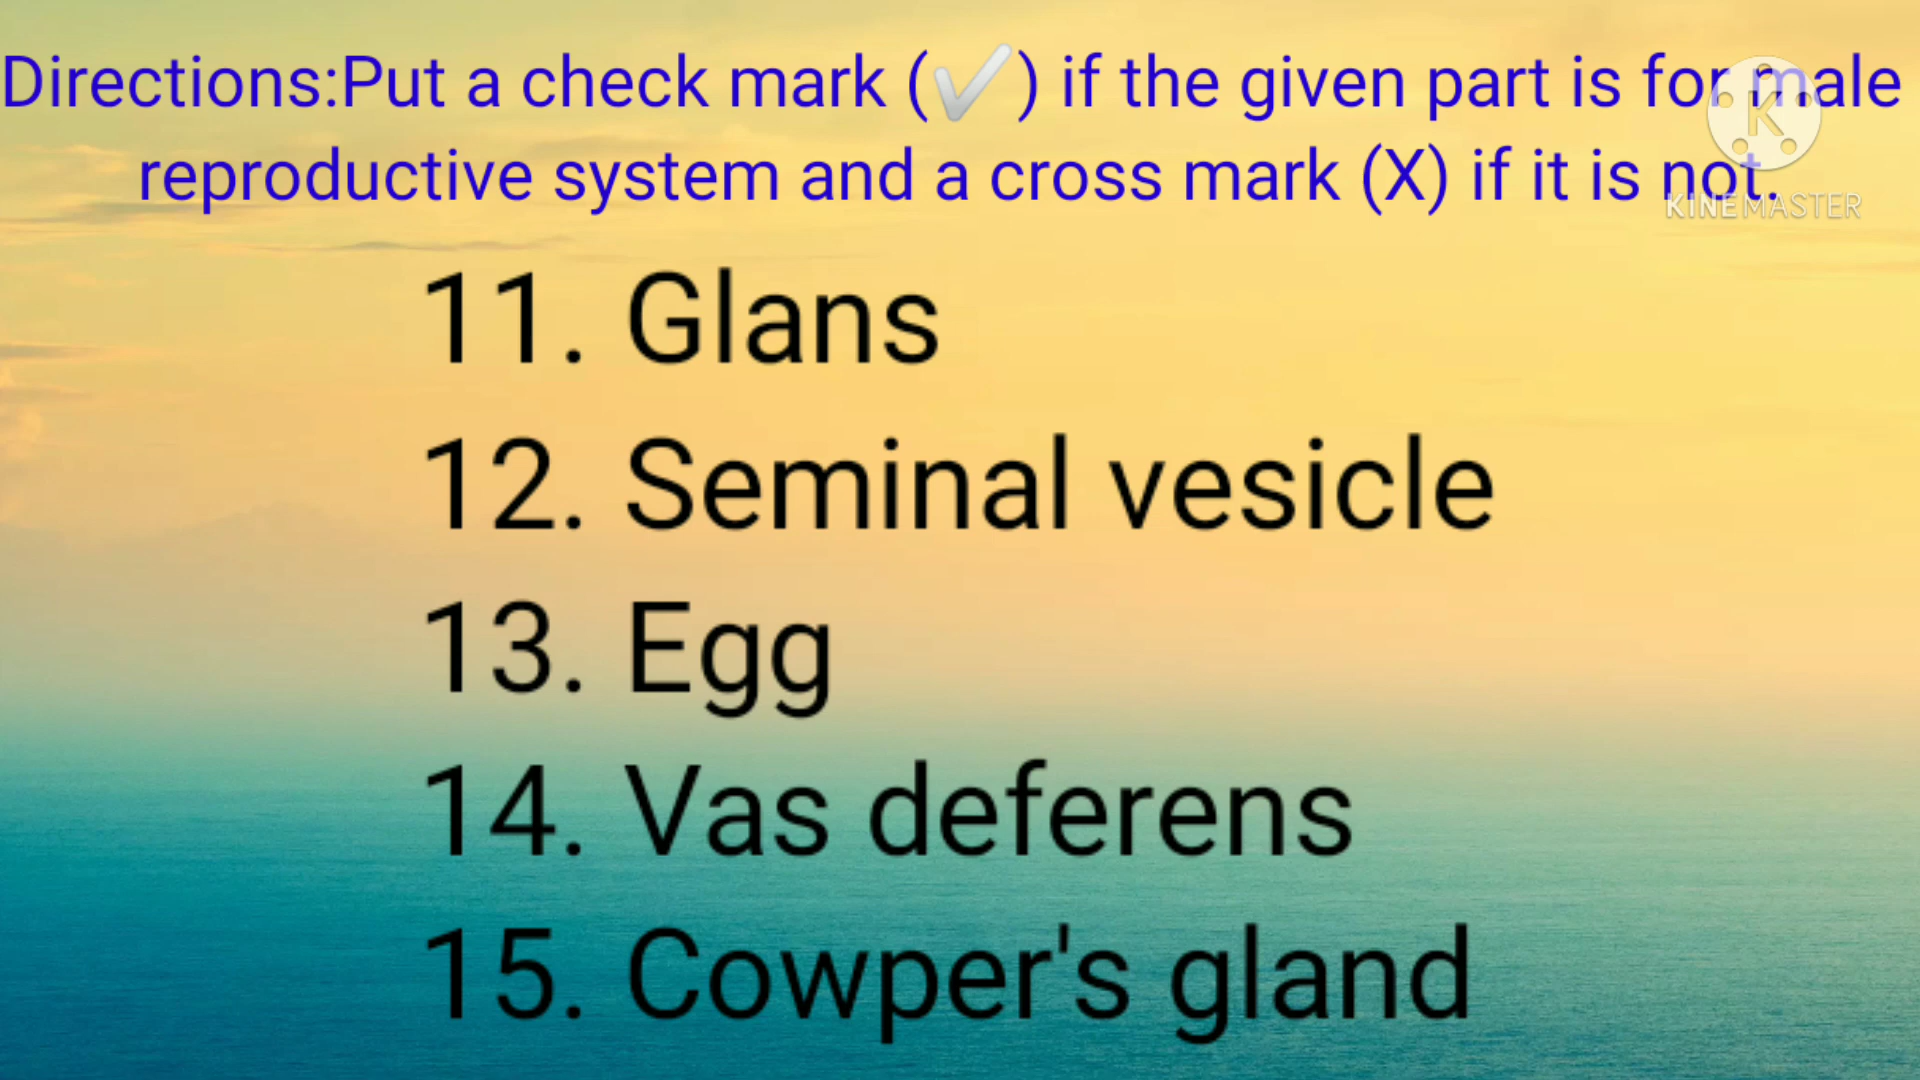 Directions:Put a check mark (✔) if the given part is for male
reproductive system and a cross mark (X) if it is not.
K
KINEMASTER
11. Glans
12. Seminal vesicle
13. Egg
14. Vas deferens
15. Cowper's gland